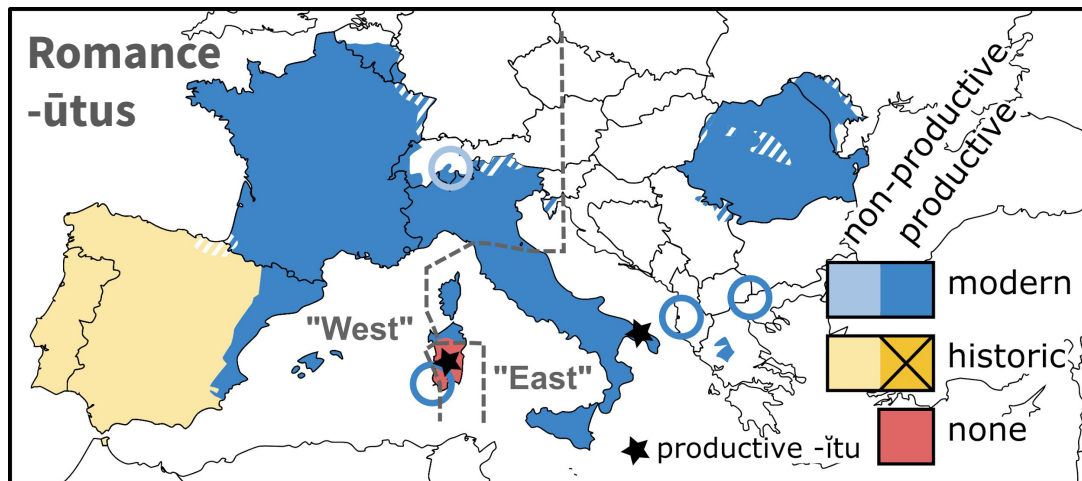 Romance
-ūtus
non-productive
productive
modern
historic
none
"West"
"East"
productive -ĭtu